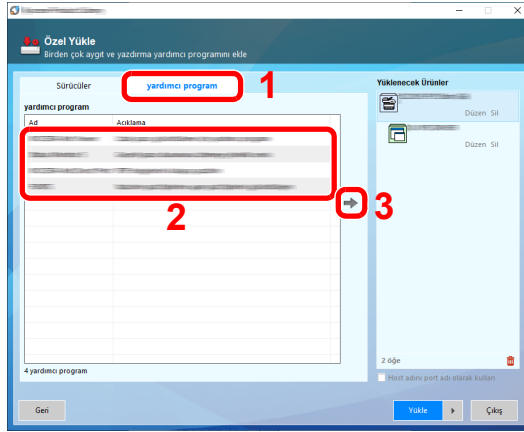 Özel Yükle
Birden çok aygıt ve yazdırma yardımcı programını ekle
Sürücüler
yardımcı program
1
yardımcı program
Ad Açıklama
2
3
4 yardımcı program
Yüklenecek Ürünler
Düzen Sil
Düzen Sil
2 öğe
Host adını port adı olarak kullan
Geri
Yükle
Çıkış